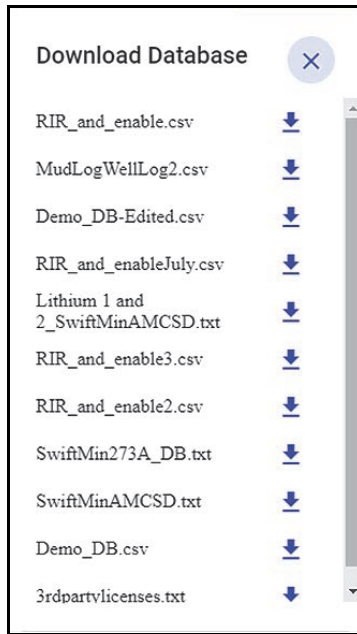 Download Database
RIR_and_enable.csv
MudLogWellLog2.csv
Demo_DB-Edited.csv
RIR_and_enableJuly.csv
Lithium 1 and
2_SwiftMinAMCSD.txt
RIR_and_enable3.csv
RIR_and_enable2.csv
SwiftMin273A_DB.txt
SwiftMinAMCSD.txt
Demo_DB.csv
3rdpartylicenses.txt